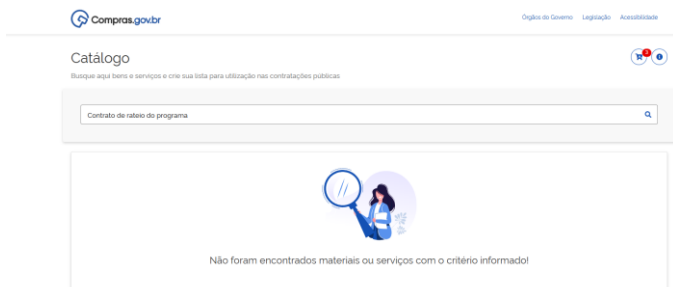 Compras.gov.br
Órgãos do Governo Legislação Acessibilidade
Catálogo
3
Busque aqui bens e serviços e crie sua lista para utilização nas contratações públicas
Contrato de rateio do programa
Não foram encontrados materiais ou serviços com o critério informado!